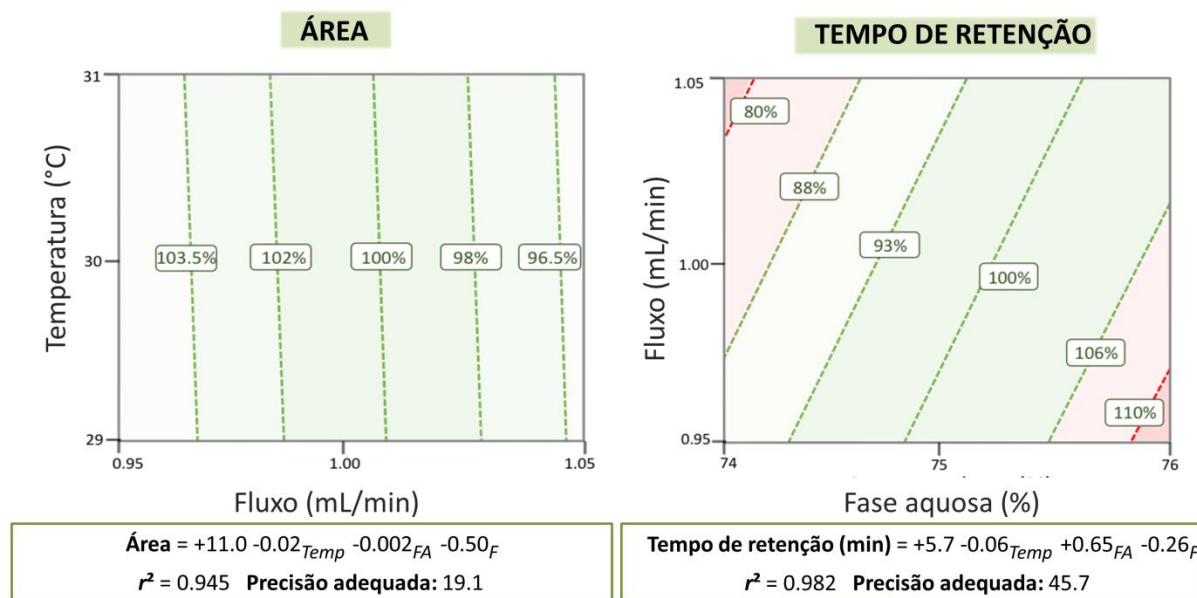 ÁREA
Temperatura (°C)
31
30
29
103.5%
102%
100%
98%
96.5%
0.95
1.00
1.05
Fluxo (mL/min)
Área = +11.0 -0.02Temp -0.002FA -0.50F
r² = 0.945 Precisão adequada: 19.1
TEMPO DE RETENÇÃO
Fluxo (mL/min)
1.05
1.00
0.95
80%
88%
93%
100%
106%
110%
74
75
76
Fase aquosa (%)
Tempo de retenção (min) = +5.7 -0.06Temp +0.65FA -0.26F
r² = 0.982 Precisão adequada: 45.7